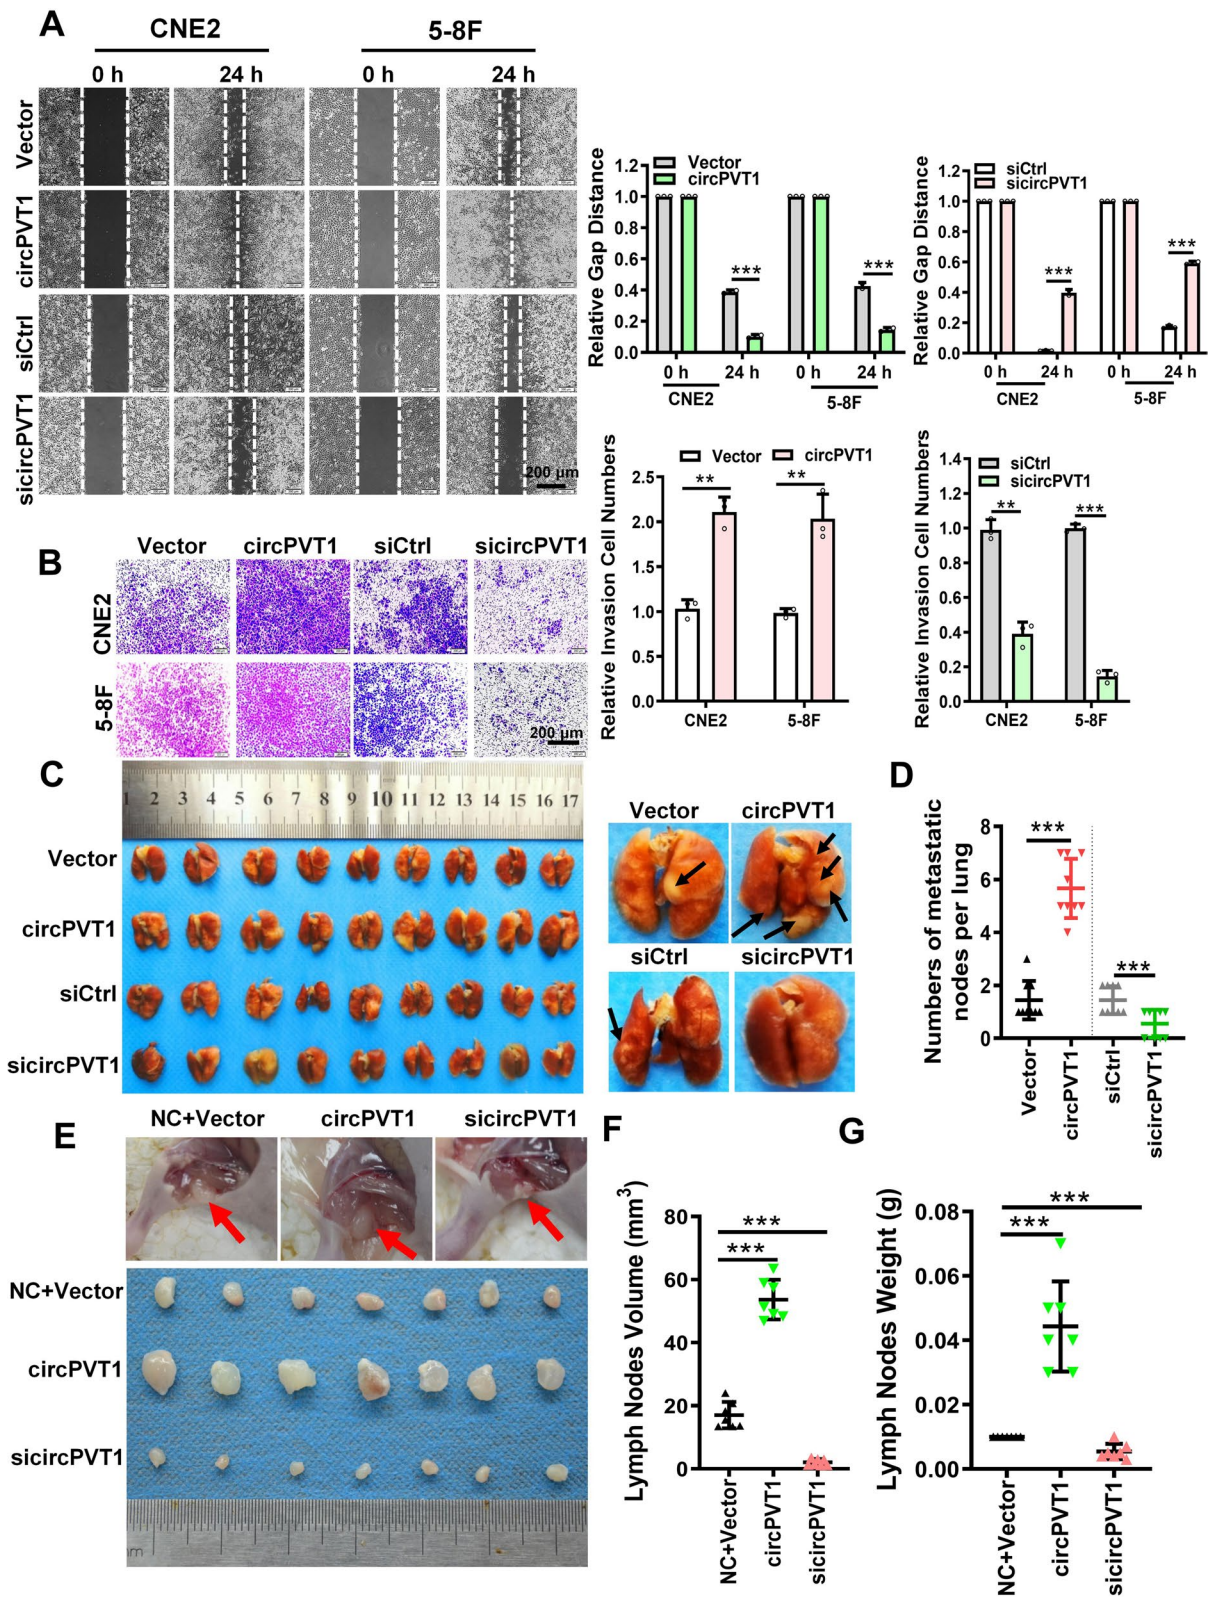 A
CNE2
5-8F
0 h
24 h
0 h
24 h
Vector
circPVT1
siCtrl
sicircPVT1
200 μm
Relative Gap Distance
1.2
1.0
0.8
0.6
0.4
0.2
0.0
Vector
circPVT1
***
***
0 h
24 h
0 h
24 h
CNE2
5-8F
Relative Gap Distance
1.2
1.0
0.8
0.6
0.4
0.2
0.0
siCtrl
sicircPVT1
***
***
0 h
24 h
0 h
24 h
CNE2
5-8F
B
Vector
circPVT1
siCtrl
sicircPVT1
CNE2
5-8F
200 μm
Relative Invasion Cell Numbers
2.5
2.0
1.5
1.0
0.5
0.0
Vector
circPVT1
**
**
CNE2
5-8F
Relative Invasion Cell Numbers
1.4
1.2
1.0
0.8
0.6
0.4
0.2
0.0
siCtrl
sicircPVT1
**
***
CNE2
5-8F
C
1 2 3 4 5 6 7 8 9 10 11 12 13 14 15 16 17
Vector
circPVT1
siCtrl
sicircPVT1
Vector
circPVT1
siCtrl
sicircPVT1
D
Numbers of metastatic
nodes per lung
8
6
4
2
0
***
***
Vector
circPVT1
siCtrl
sicircPVT1
E
NC+Vector
circPVT1
sicircPVT1
NC+Vector
circPVT1
sicircPVT1
F
Lymph Nodes Volume (mm3)
80
60
40
20
0
***
***
NC+Vector
circPVT1
sicircPVT1
G
Lymph Nodes Weight (g)
0.08
0.06
0.04
0.02
0.00
***
***
NC+Vector
circPVT1
sicircPVT1